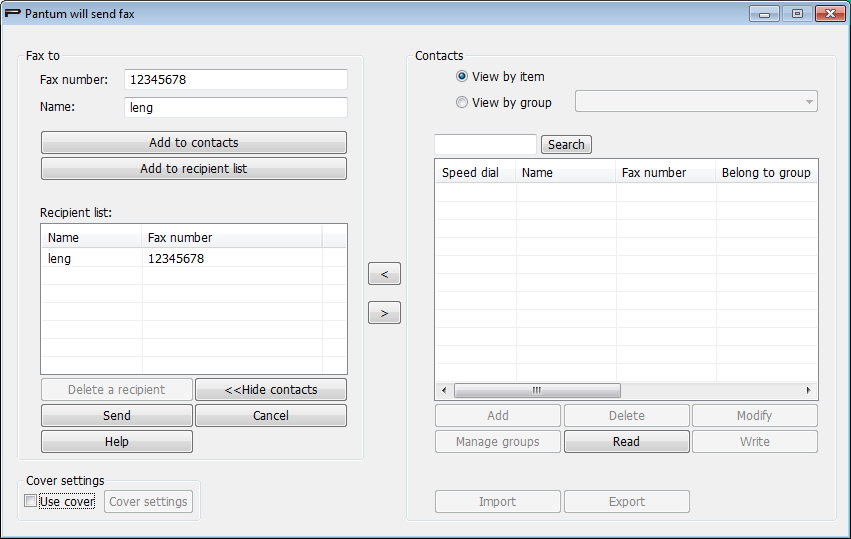 Pantum will send fax
Fax to
Fax number: 12345678
Name: leng
Add to contacts
Add to recipient list
Recipient list:
Name Fax number
leng 12345678
Delete a recipient <<Hide contacts
Send Cancel
Help
Cover settings
Use cover Cover settings
<
>
Contacts
View by item
View by group
Search
Speed dial Name Fax number Belong to group
Add Delete Modify
Manage groups Read Write
Import Export